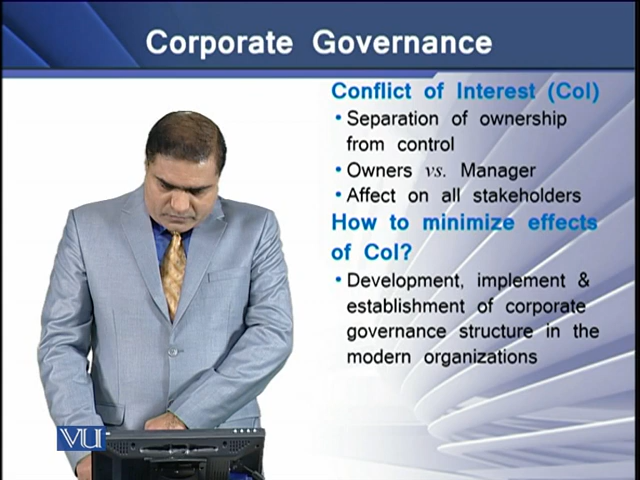 Corporate Governance
Conflict of Interest (CoI)
• Separation of ownership
from control
• Owners vs. Manager
• Affect on all stakeholders
How to minimize effects
of CoI?
• Development, implement &
establishment of corporate
governance structure in the
modern organizations
VU